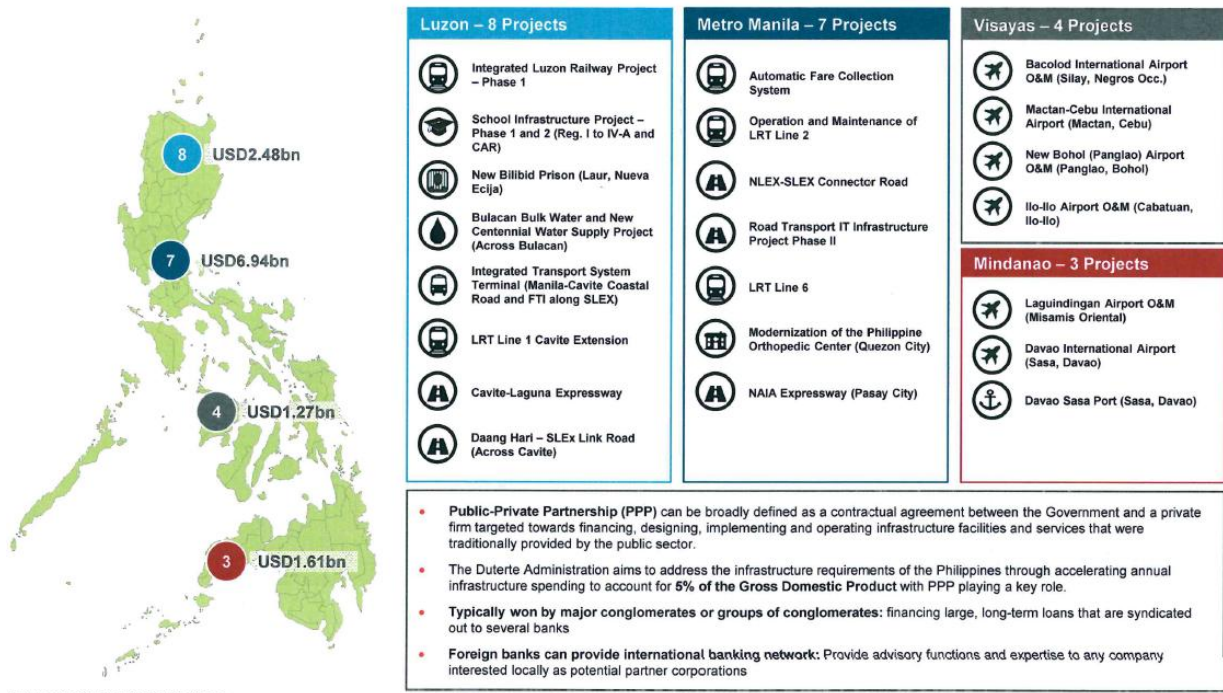 8
USD2.48bn
7
USD6.94bn
4
USD1.27bn
3
USD1.61bn
Luzon – 8 Projects
Integrated Luzon Railway Project
– Phase 1
School Infrastructure Project –
Phase 1 and 2 (Reg. I to IV-A and
CAR)
New Bilibid Prison (Laur, Nueva
Ecija)
Bulacan Bulk Water and New
Centennial Water Supply Project
(Across Bulacan)
Integrated Transport System
Terminal (Manila-Cavite Coastal
Road and FTI along SLEX)
LRT Line 1 Cavite Extension
Cavite-Laguna Expressway
Daang Hari – SLEx Link Road
(Across Cavite)
Metro Manila – 7 Projects
Automatic Fare Collection
System
Operation and Maintenance of
LRT Line 2
NLEX-SLEX Connector Road
Road Transport IT Infrastructure
Project Phase II
LRT Line 6
Modernization of the Philippine
Orthopedic Center (Quezon City)
NAIA Expressway (Pasay City)
Visayas – 4 Projects
Bacolod International Airport
O&M (Silay, Negros Occ.)
Mactan-Cebu International
Airport (Mactan, Cebu)
New Bohol (Panglao) Airport
O&M (Panglao, Bohol)
Ilo-Ilo Airport O&M (Cabatuan,
Ilo-Ilo)
Mindanao – 3 Projects
Laguindingan Airport O&M
(Misamis Oriental)
Davao International Airport
(Sasa, Davao)
Davao Sasa Port (Sasa, Davao)
• Public-Private Partnership (PPP) can be broadly defined as a contractual agreement between the Government and a private
firm targeted towards financing, designing, implementing and operating infrastructure facilities and services that were
traditionally provided by the public sector.
• The Duterte Administration aims to address the infrastructure requirements of the Philippines through accelerating annual
infrastructure spending to account for 5% of the Gross Domestic Product with PPP playing a key role.
• Typically won by major conglomerates or groups of conglomerates: financing large, long-term loans that are syndicated
out to several banks
• Foreign banks can provide international banking network: Provide advisory functions and expertise to any company
interested locally as potential partner corporations